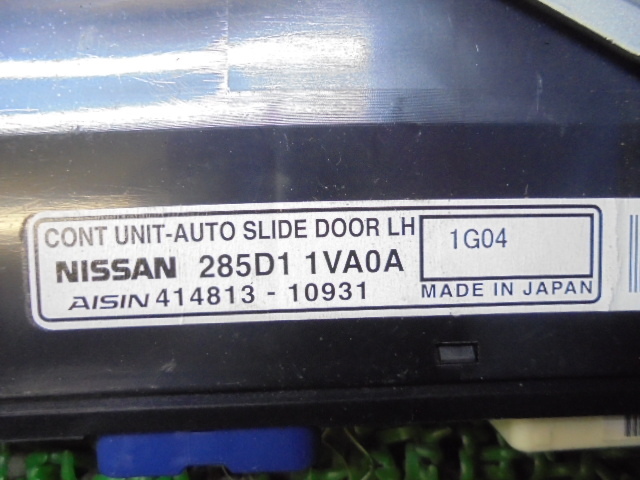 CONT UNIT-AUTO SLIDE DOOR LH
1G04
NISSAN 285D1 1VA0A
AISIN 414813 - 10931
MADE IN JAPAN